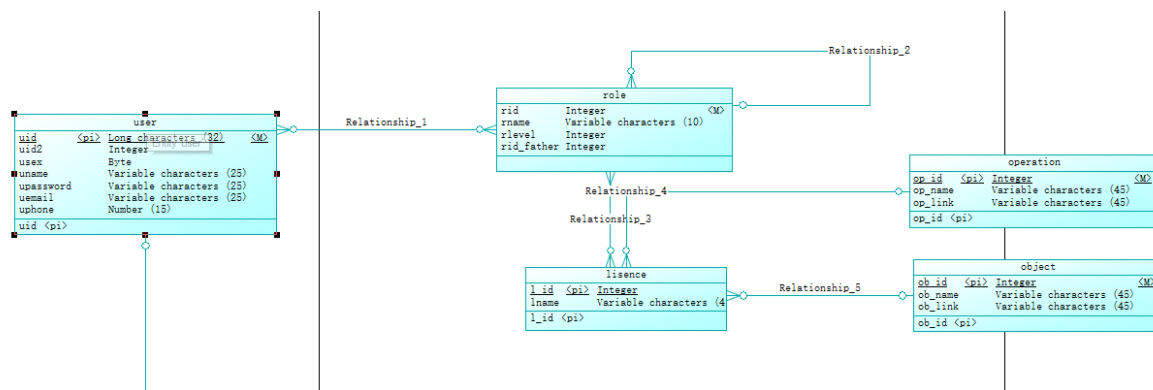 Relationship_2
role
rid Integer <M>
rname Variable characters (10)
rlevel Integer
rid_father Integer
Relationship_1
user
uid <pi> Long characters (32) <M>
uid2 Integer
usex Byte
uname Variable characters (25)
upassword Variable characters (25)
uemail Variable characters (25)
uphone Number (15)
uid <pi>
Entity user
operation
op_id <pi> Integer <M>
op_name Variable characters (45)
op_link Variable characters (45)
op_id <pi>
Relationship_4
Relationship_3
lisence
l_id <pi> Integer
lname Variable characters (4
l_id <pi>
Relationship_5
object
ob_id <pi> Integer <M>
ob_name Variable characters (45)
ob_link Variable characters (45)
ob_id <pi>